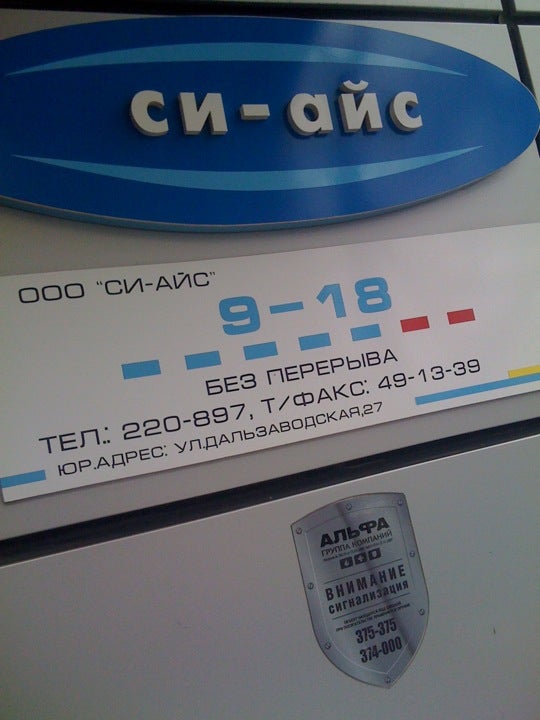 си-айс
ООО "СИ-АЙС"
9-18
БЕЗ ПЕРЕРЫВА
ТЕЛ.: 220-897, Т/ФАКС: 49-13-39
ЮР.АДРЕС: УЛ.ДАЛЬЗАВОДСКАЯ,27
АЛЬФА
ГРУППА КОМПАНИЙ
ВНИМАНИЕ
сигнализация
375-375
374-000